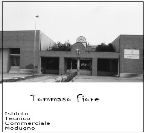 Tommaso Fiore
Istituto
Tecnico
Commerciale
Modugno